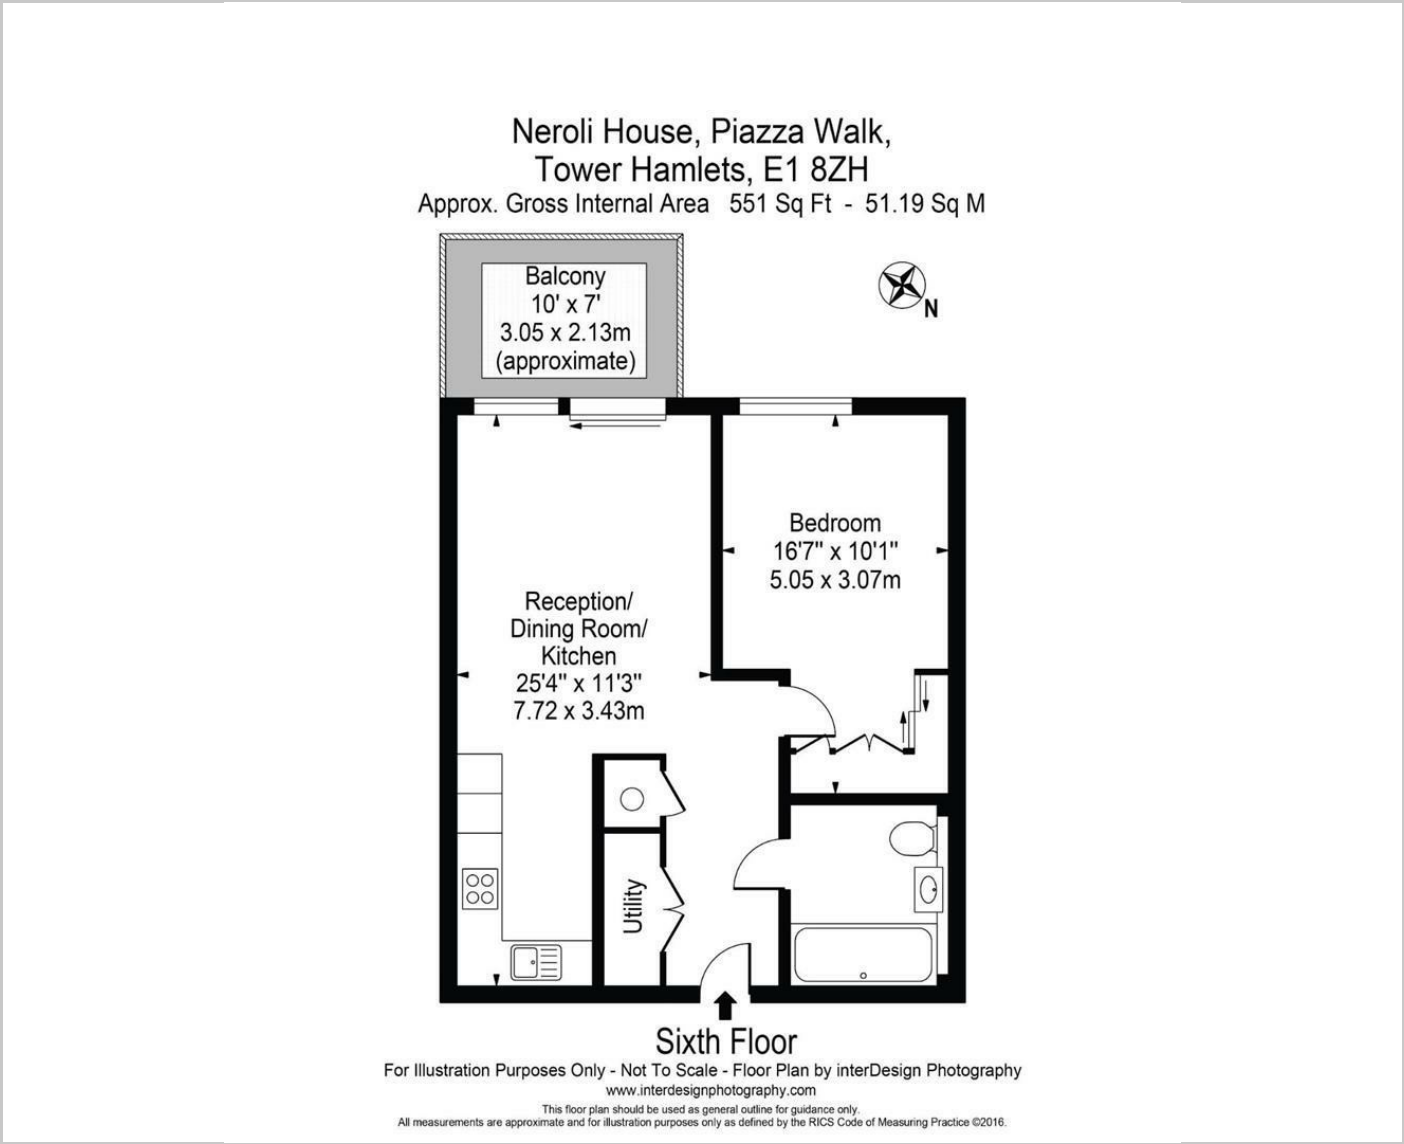 Neroli House, Piazza Walk,
Tower Hamlets, E1 8ZH
Approx. Gross Internal Area 551 Sq Ft - 51.19 Sq M
Balcony
10' x 7'
3.05 x 2.13m
(approximate)
N
Bedroom
16'7" x 10'1"
5.05 x 3.07m
Reception/
Dining Room/
Kitchen
25'4" x 11'3"
7.72 x 3.43m
Utility
Sixth Floor
For Illustration Purposes Only - Not To Scale - Floor Plan by interDesign Photography
www.interdesignphotography.com
This floor plan should be used as general outline for guidance only.
All measurements are approximate and for illustration purposes only as defined by the RICS Code of Measuring Practice ©2016.